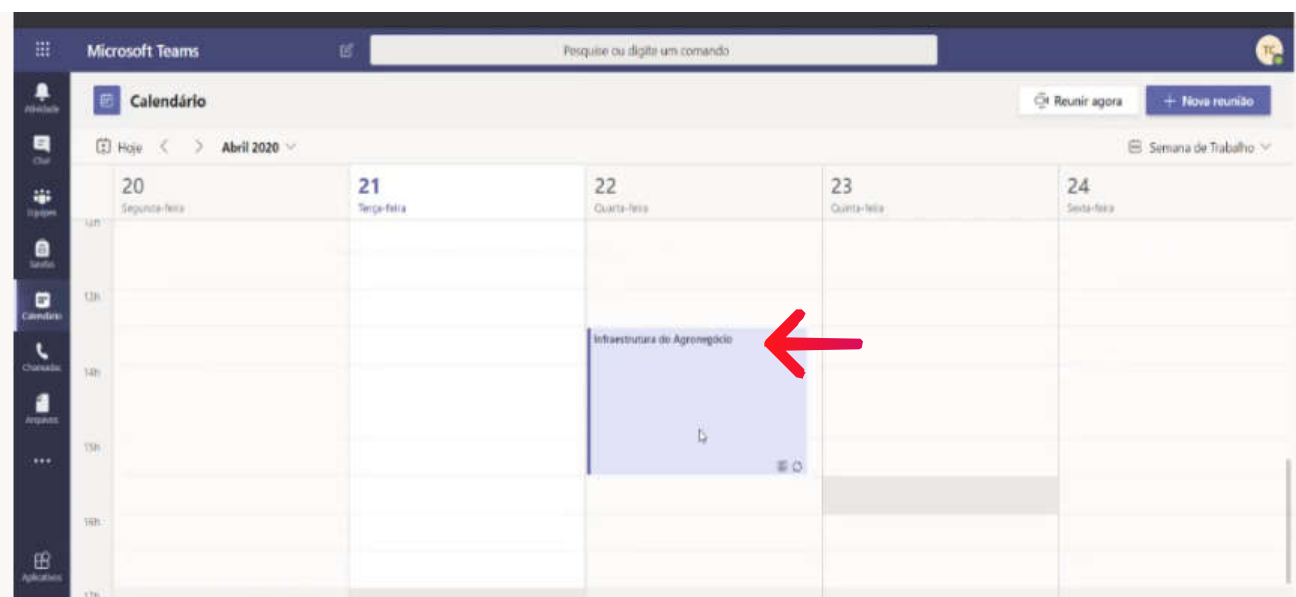 Microsoft Teams
Pesquise ou digite um comando
TC
Atividade
Calendário
Reunir agora
+ Nova reunião
Chat
Hoje
Abril 2020
Semana de Trabalho
Equipes
20
21
22
23
24
Segunda-feira
Terça-feira
Quarta-feira
Quinta-feira
Sexta-feira
Tarefas
13h
Calendário
Infraestrutura do Agronegócio
Chamadas
14h
Arquivos
15h
16h
Aplicativos
17h